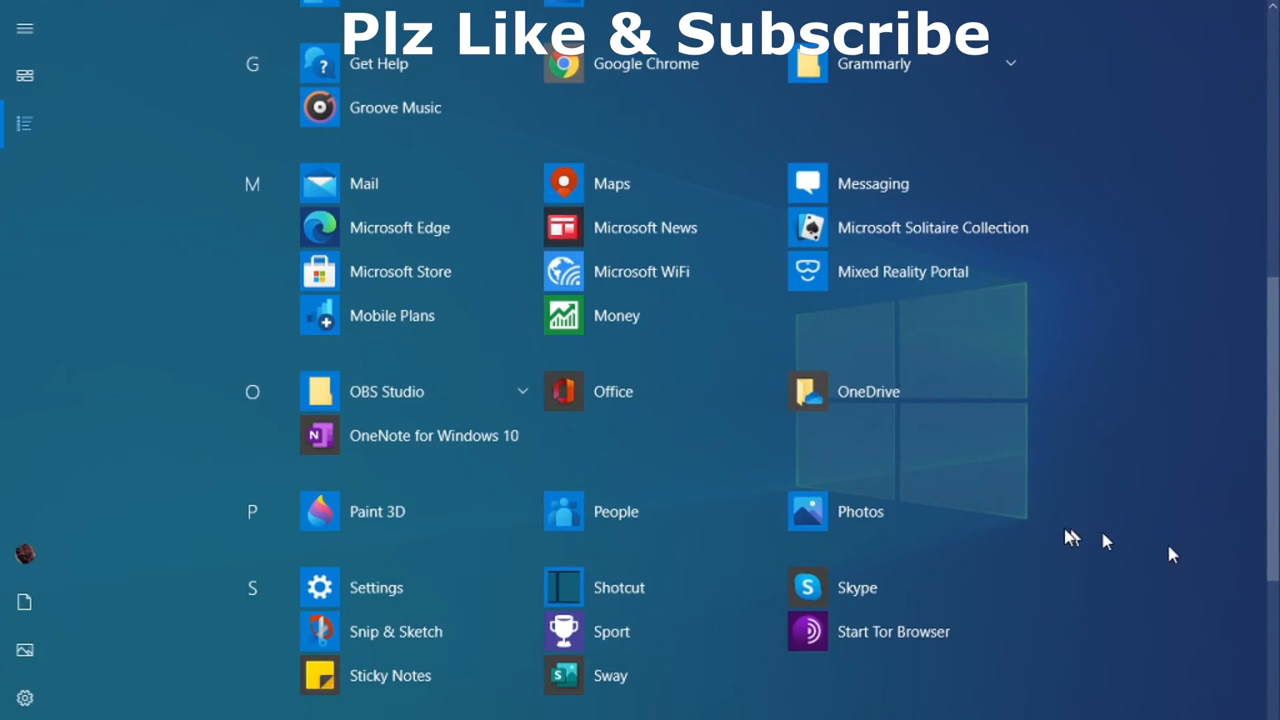 Plz Like & Subscribe
G
Get Help
Google Chrome
Grammarly
Groove Music
M
Mail
Maps
Messaging
Microsoft Edge
Microsoft News
Microsoft Solitaire Collection
Microsoft Store
Microsoft WiFi
Mixed Reality Portal
Mobile Plans
Money
O
OBS Studio
Office
OneDrive
OneNote for Windows 10
P
Paint 3D
People
Photos
S
Settings
Shotcut
Skype
Snip & Sketch
Sport
Start Tor Browser
Sticky Notes
Sway